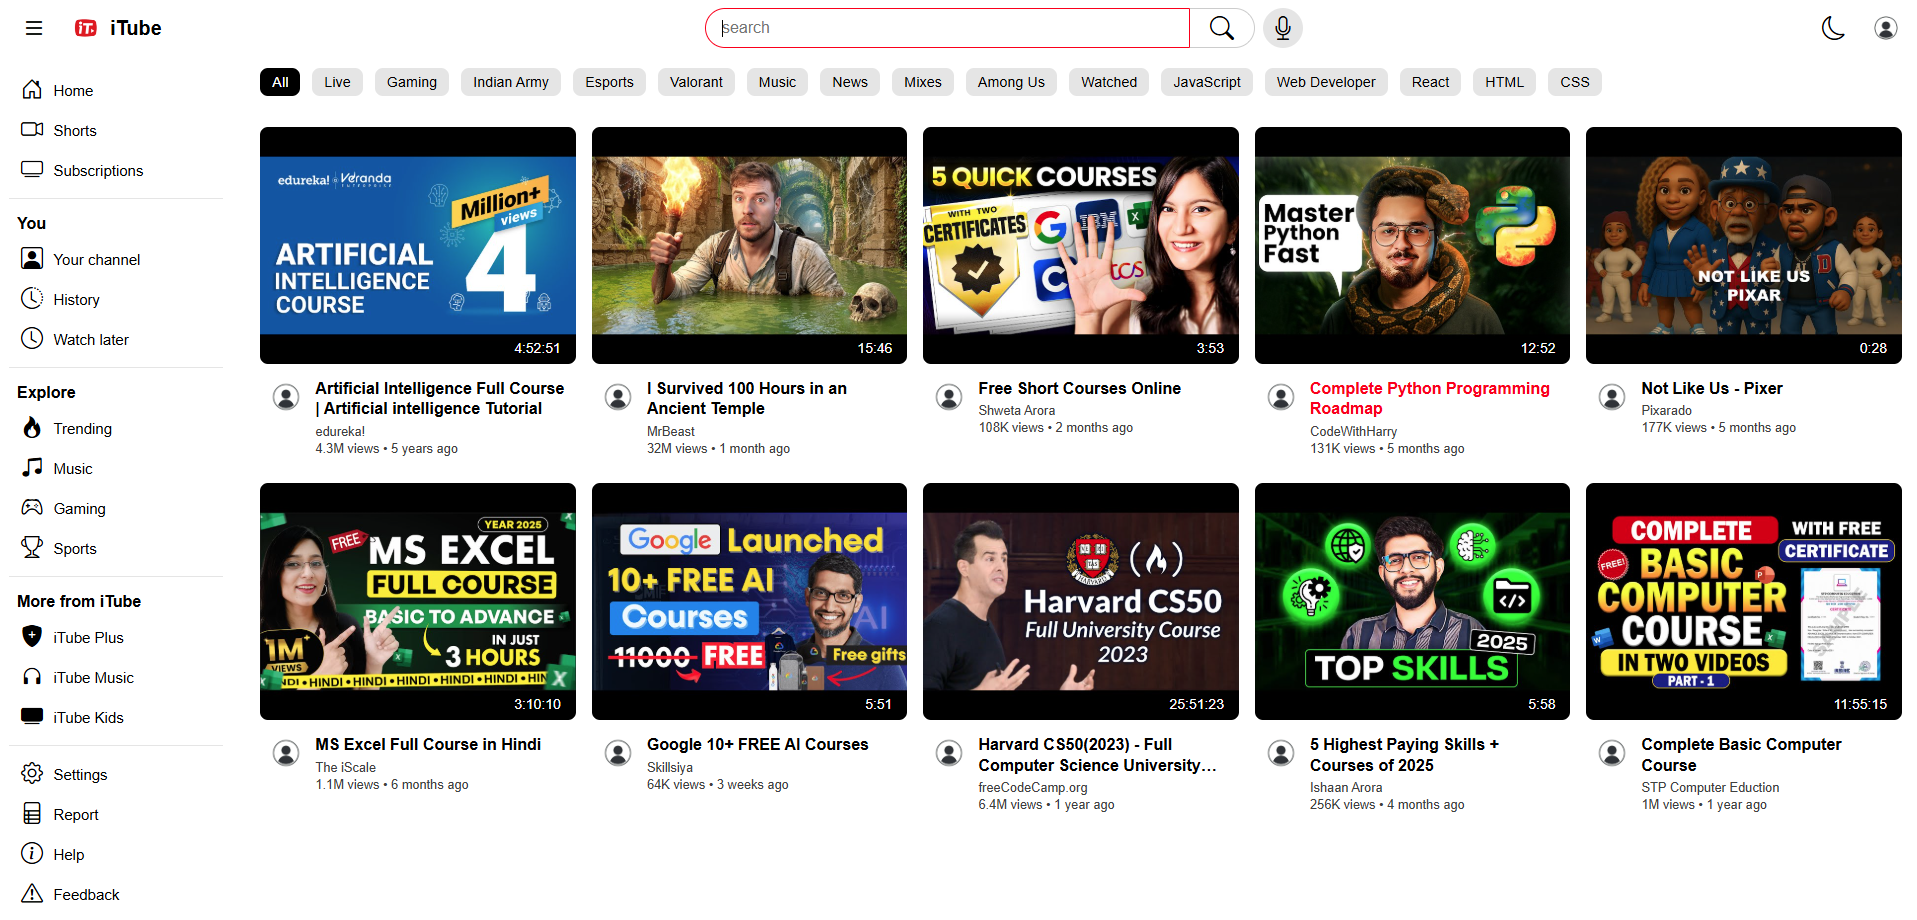 iT.
iTube
search
Home
Shorts
Subscriptions
You
Your channel
History
Watch later
Explore
Trending
Music
Gaming
Sports
More from iTube
iTube Plus
iTube Music
iTube Kids
Settings
Report
Help
Feedback
All Live Gaming Indian Army Esports Valorant Music News Mixes Among Us Watched JavaScript Web Developer React HTML CSS
edureka! Veranda
ENTERPRISE
Million+
views
ARTIFICIAL
INTELLIGENCE
COURSE
4
4:52:51
Artificial Intelligence Full Course
| Artificial intelligence Tutorial
edureka!
4.3M views • 5 years ago
15:46
I Survived 100 Hours in an
Ancient Temple
MrBeast
32M views • 1 month ago
5 QUICK COURSES
WITH TWO
CERTIFICATES
G
IBM
X
C
tcs
3:53
Free Short Courses Online
Shweta Arora
108K views • 2 months ago
Master
Python
Fast
12:52
Complete Python Programming
Roadmap
CodeWithHarry
131K views • 5 months ago
D
NOT LIKE US
PIXAR
0:28
Not Like Us - Pixer
Pixarado
177K views • 5 months ago
YEAR 2025
FREE
MS EXCEL
FULL COURSE
BASIC TO ADVANCE
IN JUST
3 HOURS
1M+
VIEWS
NDI • HINDI • HINDI • HINDI • HINDI • HIN
X
3:10:10
MS Excel Full Course in Hindi
The iScale
1.1M views • 6 months ago
Google Launched
10+ FREE AI
Courses
AI
11000 FREE
Free gifts
5:51
Google 10+ FREE AI Courses
Skillsiya
64K views • 3 weeks ago
HARVARD
Harvard CS50
Full University Course
2023
25:51:23
Harvard CS50(2023) - Full
Computer Science University…
freeCodeCamp.org
6.4M views • 1 year ago
</>
2025
TOP SKILLS
5:58
5 Highest Paying Skills +
Courses of 2025
Ishaan Arora
256K views • 4 months ago
COMPLETE
WITH FREE
CERTIFICATE
FREE!
BASIC
COMPUTER
COURSE
IN TWO VIDEOS
PART - 1
11:55:15
Complete Basic Computer
Course
STP Computer Eduction
1M views • 1 year ago